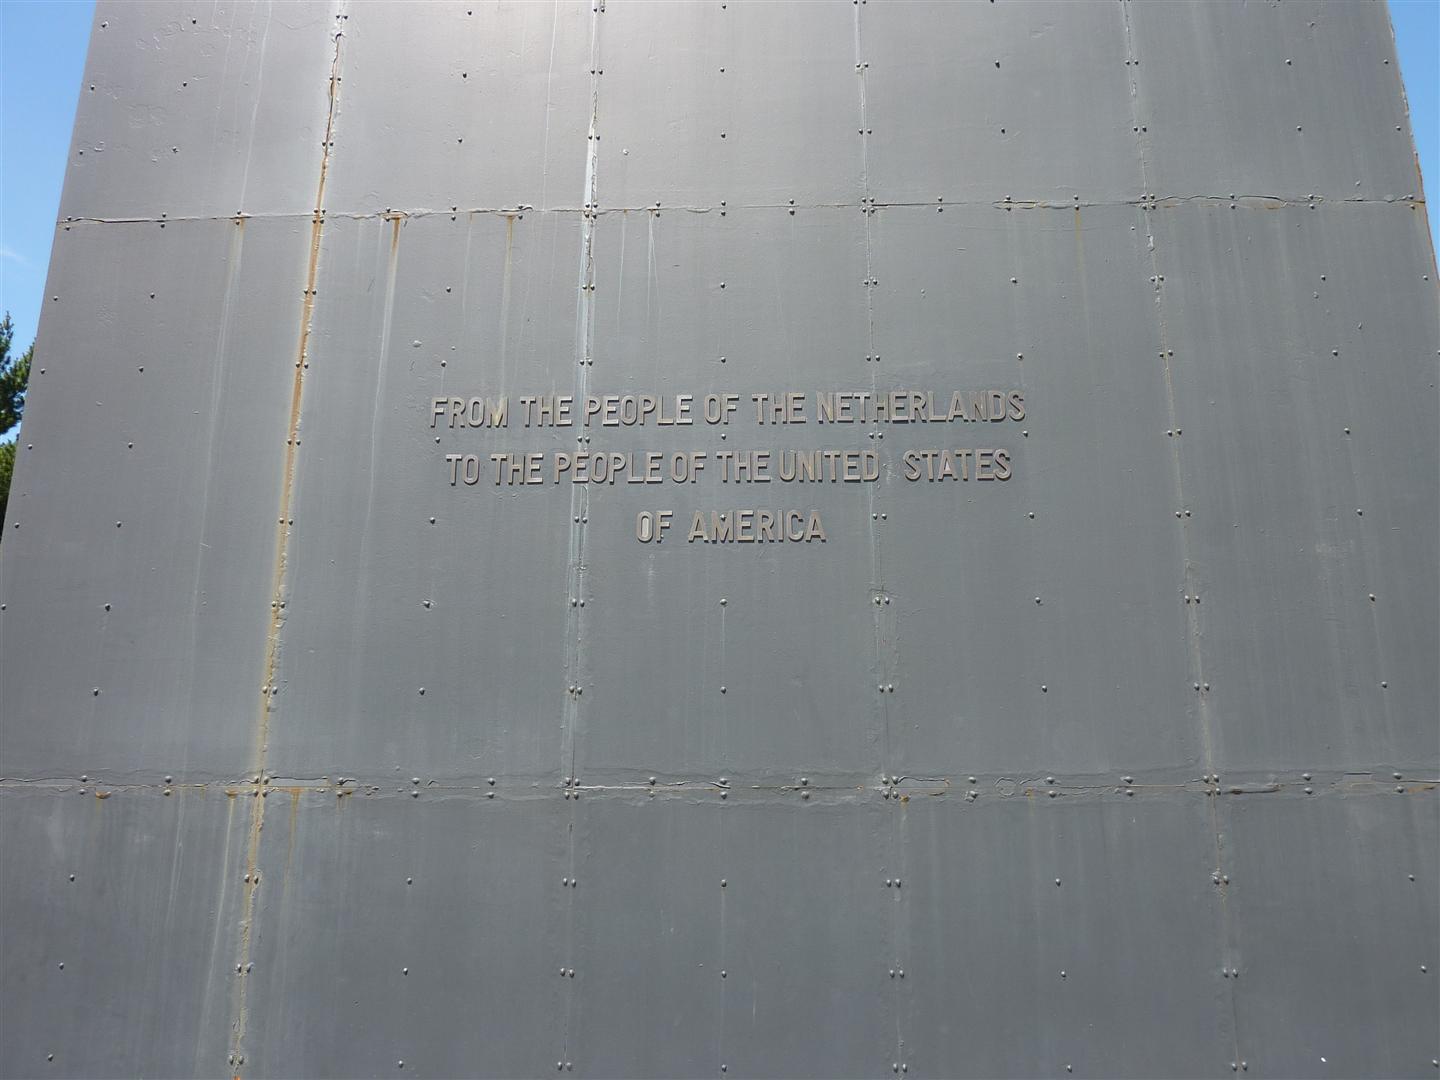 FROM THE PEOPLE OF THE NETHERLANDS
TO THE PEOPLE OF THE UNITED STATES
OF AMERICA